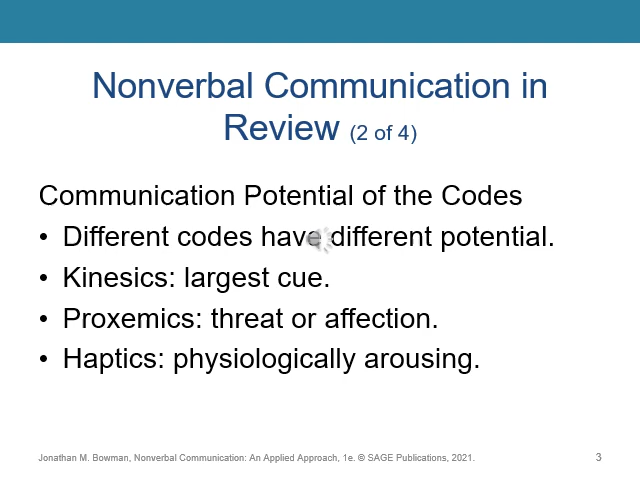 Nonverbal Communication in
Review (2 of 4)
Communication Potential of the Codes
• Different codes have different potential.
• Kinesics: largest cue.
• Proxemics: threat or affection.
• Haptics: physiologically arousing.
Jonathan M. Bowman, Nonverbal Communication: An Applied Approach, 1e. © SAGE Publications, 2021.
3